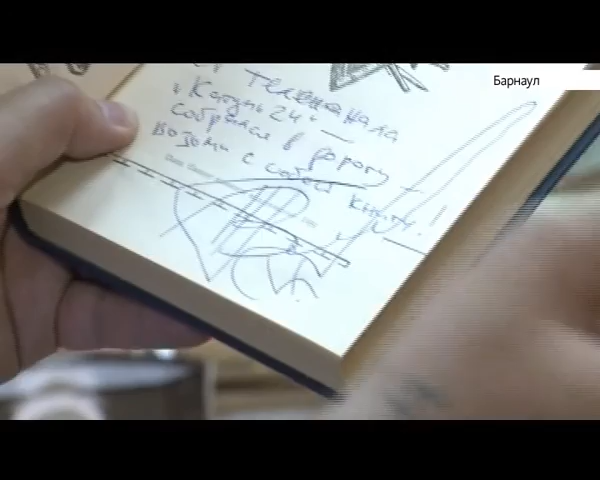 Барнаул
Телеканала
„Катунь 24“ —
собрался в дорогу —
возьми с собой книгу!